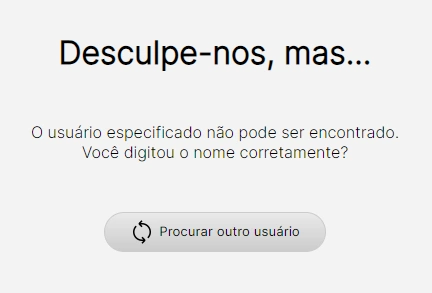 Desculpe-nos, mas...
O usuário especificado não pode ser encontrado.
Você digitou o nome corretamente?
Procurar outro usuário